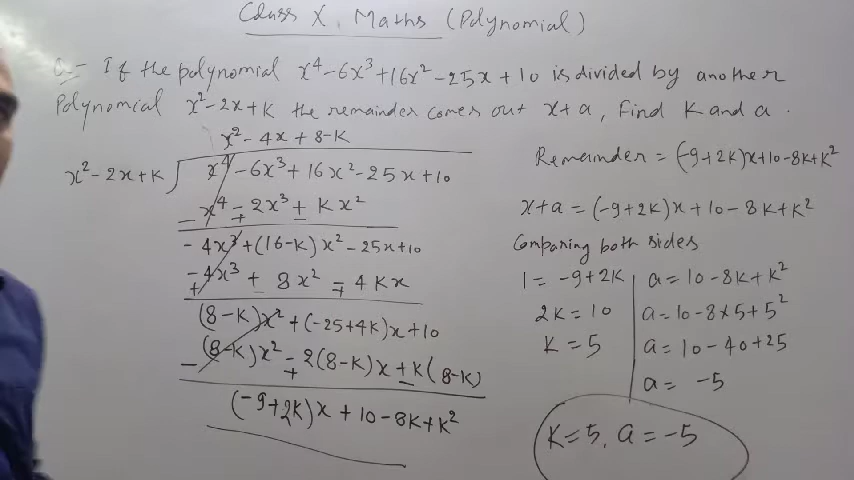 Class X, Maths (Polynomial)
Q:- If the polynomial x⁴-6x³+16x²-25x+10 is divided by another
Polynomial x²-2x+K the remainder comes out x+a, Find K and a.
x²-4x+8-K
x²-2x+K ) x⁴-6x³+16x²-25x+10
x⁴-2x³+Kx²
- + -
-4x³+(16-K)x²-25x+10
-4x³+8x²-4Kx
+ - +
(8-K)x²+(-25+4K)x+10
(8-K)x²-2(8-K)x+K(8-K)
- + -
(-9+2K)x+10-8K+K²
Remainder = (-9+2K)x+10-8K+K²
x+a = (-9+2K)x+10-8K+K²
Comparing both sides
1 = -9+2K
2K = 10
K = 5
a = 10-8K+K²
a = 10-8×5+5²
a = 10-40+25
a = -5
K=5, a=-5